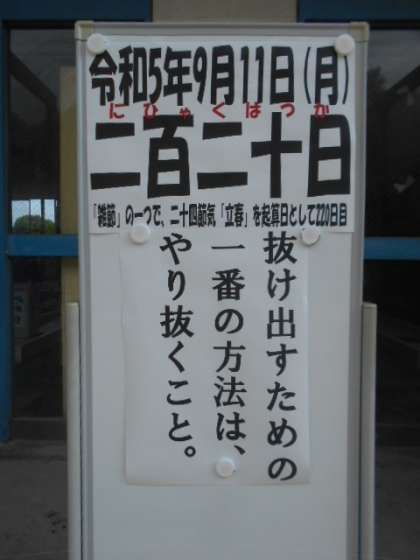 令和5年9月11日(月)
にひゃくはつか
二百二十日
「雑節」の一つで、二十四節気「立春」を起算日として220日目
抜け出すための
一番の方法は、
やり抜くこと。